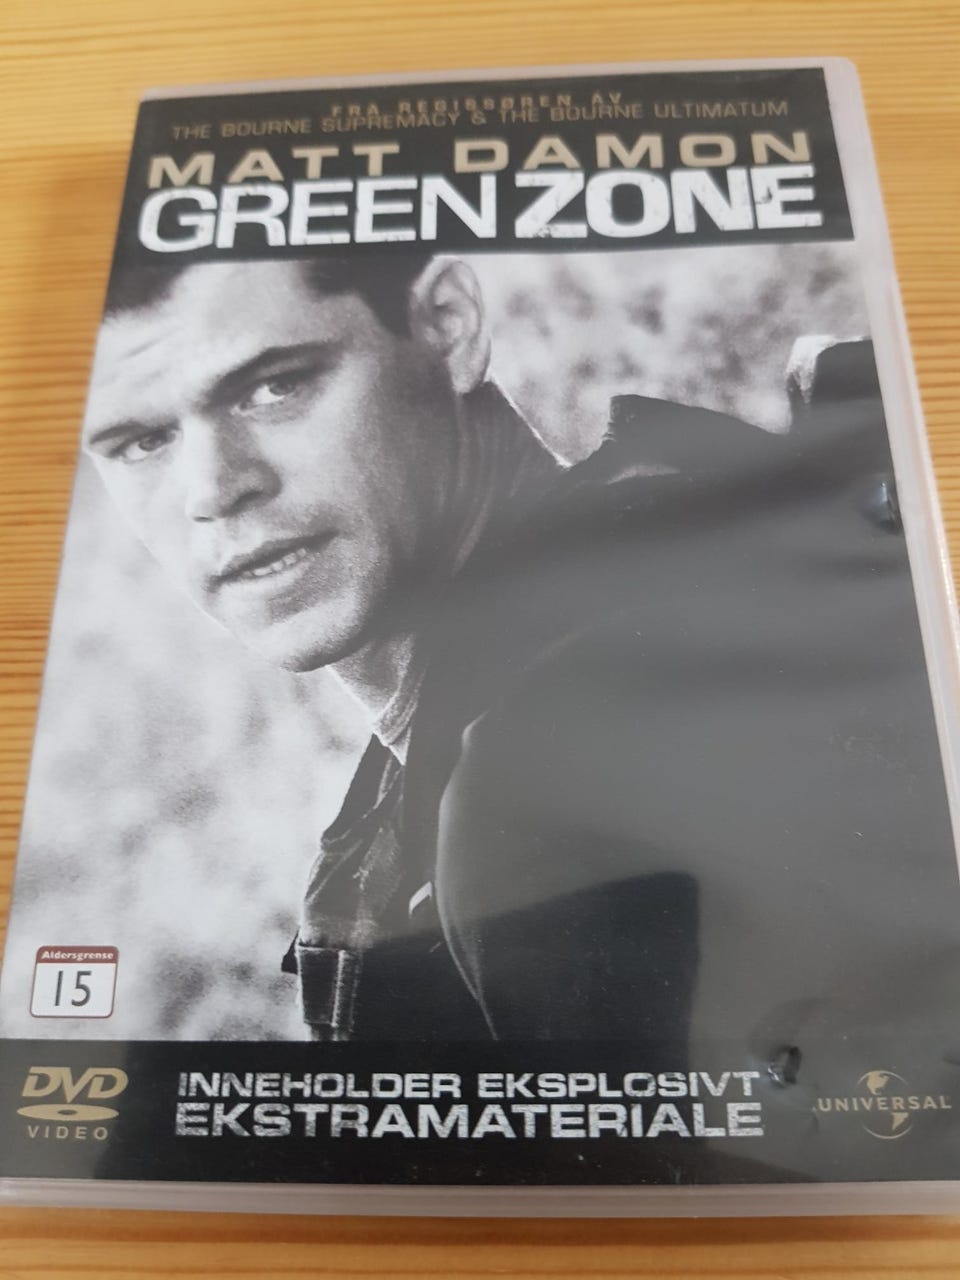 FRA REGISSØREN AV
THE BOURNE SUPREMACY & THE BOURNE ULTIMATUM
MATT DAMON
GREEN ZONE
Aldersgrense
15
DVD
VIDEO
INNEHOLDER EKSPLOSIVT
EKSTRAMATERIALE
UNIVERSAL